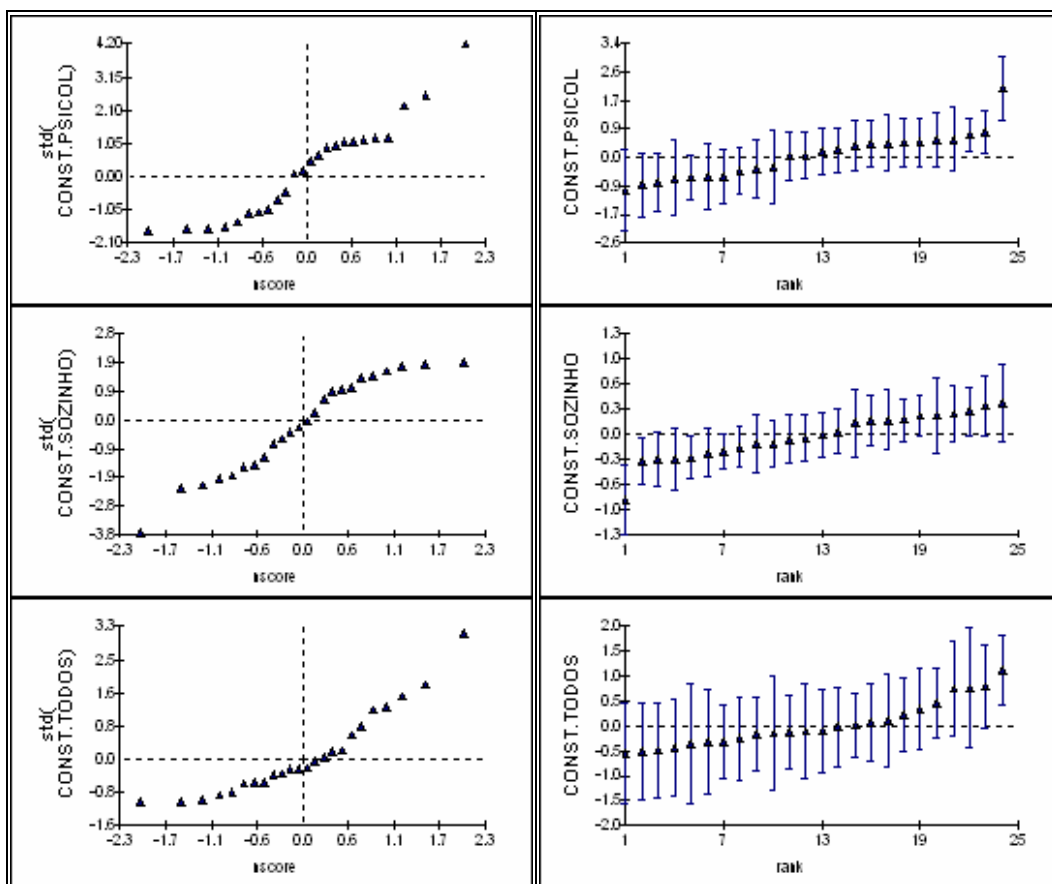 4.20
3.15
2.10
1.05
0.00
-1.05
-2.10
std(
CONST.PSICOL)
-2.3 -1.7 -1.1 -0.6 0.0 0.6 1.1 1.7 2.3
nscore
3.4
2.6
1.7
0.9
0.0
-0.9
-1.7
-2.6
CONST.PSICOL
1 7 13 19 25
rank
2.8
1.9
0.9
0.0
-0.9
-1.9
-2.8
-3.8
std(
CONST.SOZINHO)
-2.3 -1.7 -1.1 -0.6 0.0 0.6 1.1 1.7 2.3
nscore
1.3
1.0
0.6
0.3
0.0
-0.3
-0.6
-1.0
-1.3
CONST.SOZINHO
1 7 13 19 25
rank
3.3
2.5
1.6
0.8
0.0
-0.8
-1.6
std(
CONST.TODOS)
-2.3 -1.7 -1.1 -0.6 0.0 0.6 1.1 1.7 2.3
nscore
2.0
1.5
1.0
0.5
0.0
-0.5
-1.0
-1.5
-2.0
CONST.TODOS
1 7 13 19 25
rank